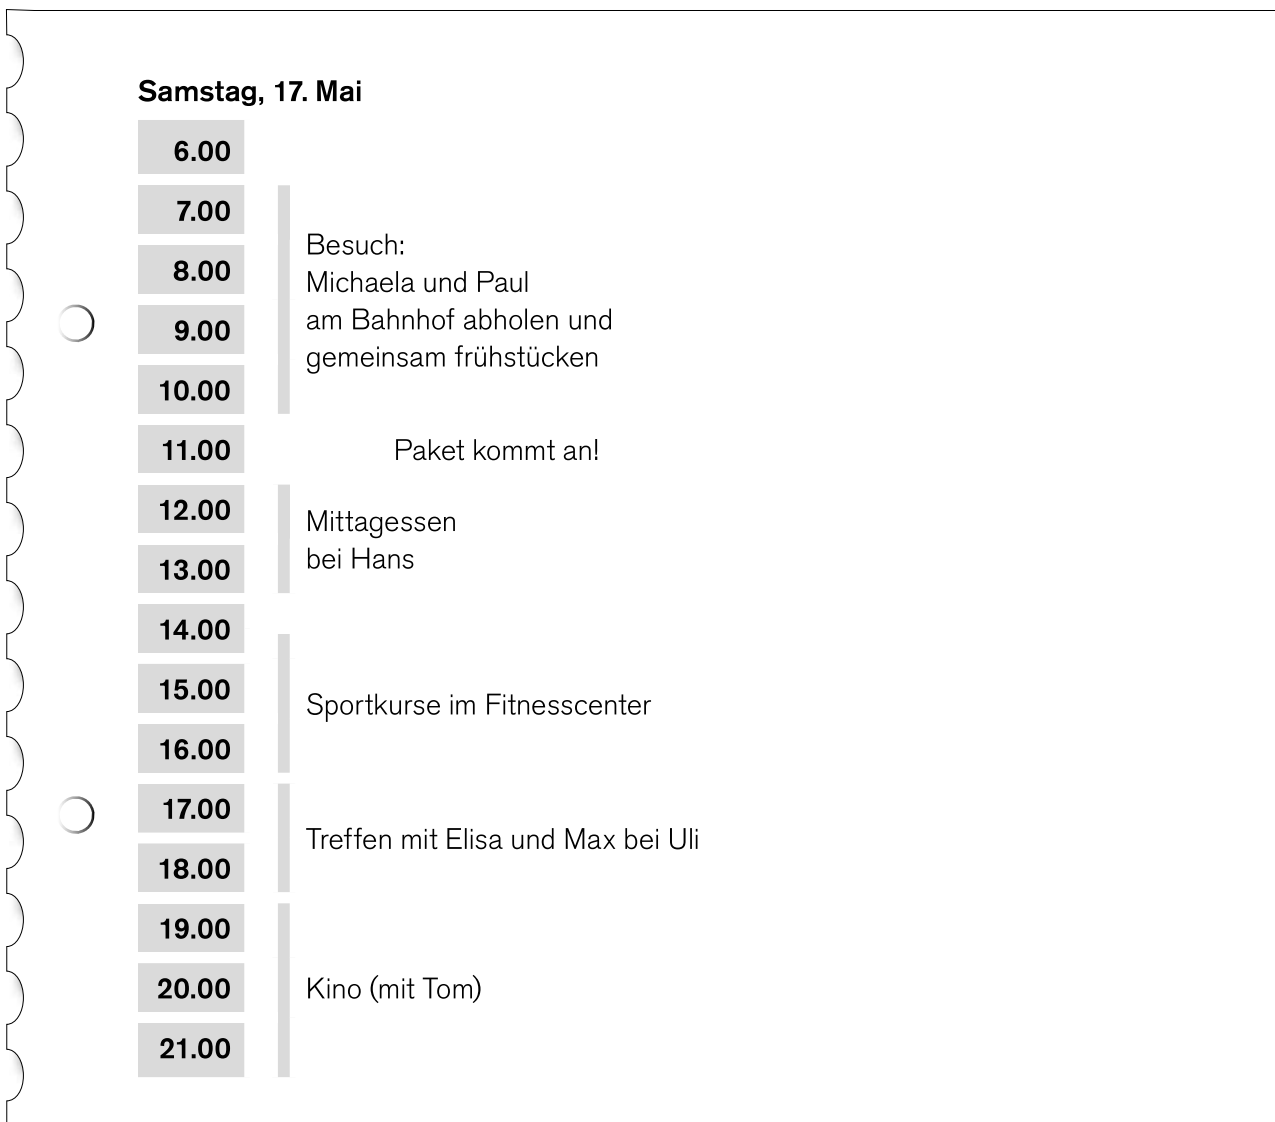 Samstag, 17. Mai
6.00
7.00
8.00
9.00
10.00
Besuch:
Michaela und Paul
am Bahnhof abholen und
gemeinsam frühstücken
11.00
Paket kommt an!
12.00
13.00
Mittagessen
bei Hans
14.00
15.00
16.00
Sportkurse im Fitnesscenter
17.00
18.00
Treffen mit Elisa und Max bei Uli
19.00
20.00
21.00
Kino (mit Tom)